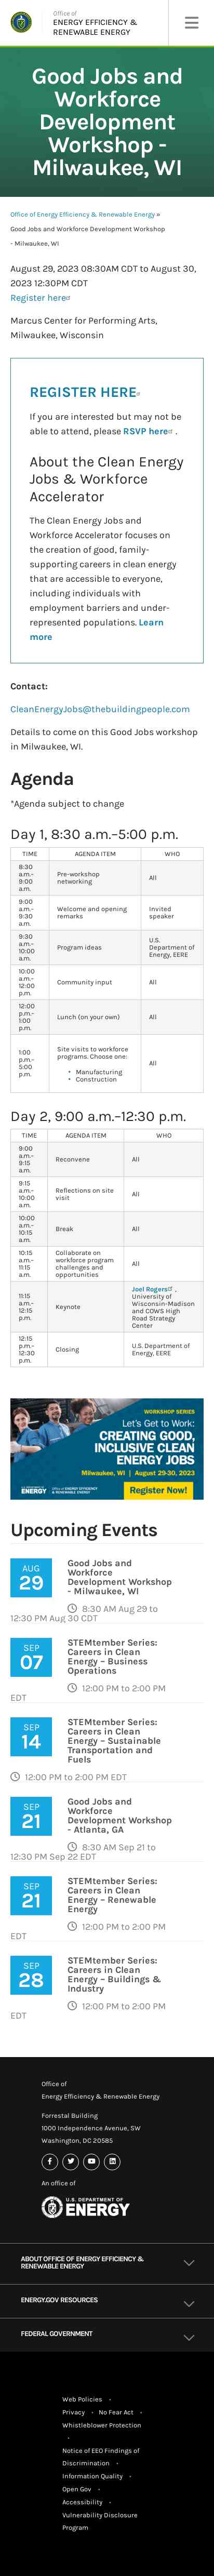 Office of
ENERGY EFFICIENCY &
RENEWABLE ENERGY
Good Jobs and
Workforce
Development
Workshop -
Milwaukee, WI
Office of Energy Efficiency & Renewable Energy »
Good Jobs and Workforce Development Workshop
- Milwaukee, WI
August 29, 2023 08:30AM CDT to August 30,
2023 12:30PM CDT
Register here
Marcus Center for Performing Arts,
Milwaukee, Wisconsin
REGISTER HERE
If you are interested but may not be
able to attend, please RSVP here .
About the Clean Energy
Jobs & Workforce
Accelerator
The Clean Energy Jobs and
Workforce Accelerator focuses on
the creation of good, family-
supporting careers in clean energy
that are accessible to everyone,
including individuals with
employment barriers and under-
represented populations. Learn
more
Contact:
CleanEnergyJobs@thebuildingpeople.com
Details to come on this Good Jobs workshop
in Milwaukee, WI.
Agenda
*Agenda subject to change
Day 1, 8:30 a.m.–5:00 p.m.
TIME AGENDA ITEM WHO
8:30
a.m.–
9:00
a.m.
Pre-workshop
networking
All
9:00
a.m.–
9:30
a.m.
Welcome and opening
remarks
Invited
speaker
9:30
a.m.–
10:00
a.m.
Program ideas
U.S.
Department of
Energy, EERE
10:00
a.m.–
12:00
p.m.
Community input
All
12:00
p.m.–
1:00
p.m.
Lunch (on your own)
All
1:00
p.m.–
5:00
p.m.
Site visits to workforce
programs. Choose one:
• Manufacturing
• Construction
All
Day 2, 9:00 a.m.–12:30 p.m.
TIME AGENDA ITEM WHO
9:00
a.m.–
9:15
a.m.
Reconvene
All
9:15
a.m.–
10:00
a.m.
Reflections on site
visit
All
10:00
a.m.–
10:15
a.m.
Break
All
10:15
a.m.–
11:15
a.m.
Collaborate on
workforce program
challenges and
opportunities
All
11:15
a.m.–
12:15
p.m.
Keynote
Joel Rogers ,
University of
Wisconsin-Madison
and COWS High
Road Strategy
Center
12:15
p.m.–
12:30
p.m.
Closing
U.S. Department of
Energy, EERE
WORKSHOP SERIES
Let's Get to Work:
CREATING GOOD,
INCLUSIVE CLEAN
ENERGY JOBS
Milwaukee, WI | August 29-30, 2023
Register Now!
Upcoming Events
AUG
29
Good Jobs and
Workforce
Development Workshop
- Milwaukee, WI
8:30 AM Aug 29 to
12:30 PM Aug 30 CDT
SEP
07
STEMtember Series:
Careers in Clean
Energy – Business
Operations
12:00 PM to 2:00 PM
EDT
SEP
14
STEMtember Series:
Careers in Clean
Energy – Sustainable
Transportation and
Fuels
12:00 PM to 2:00 PM EDT
SEP
21
Good Jobs and
Workforce
Development Workshop
- Atlanta, GA
8:30 AM Sep 21 to
12:30 PM Sep 22 EDT
SEP
21
STEMtember Series:
Careers in Clean
Energy – Renewable
Energy
12:00 PM to 2:00 PM
EDT
SEP
28
STEMtember Series:
Careers in Clean
Energy – Buildings &
Industry
12:00 PM to 2:00 PM
EDT
Office of
Energy Efficiency & Renewable Energy
Forrestal Building
1000 Independence Avenue, SW
Washington, DC 20585
An office of
U.S. DEPARTMENT OF
ENERGY
ABOUT OFFICE OF ENERGY EFFICIENCY &
RENEWABLE ENERGY
ENERGY.GOV RESOURCES
FEDERAL GOVERNMENT
Web Policies •
Privacy • No Fear Act •
Whistleblower Protection
•
Notice of EEO Findings of
Discrimination •
Information Quality •
Open Gov •
Accessibility •
Vulnerability Disclosure
Program